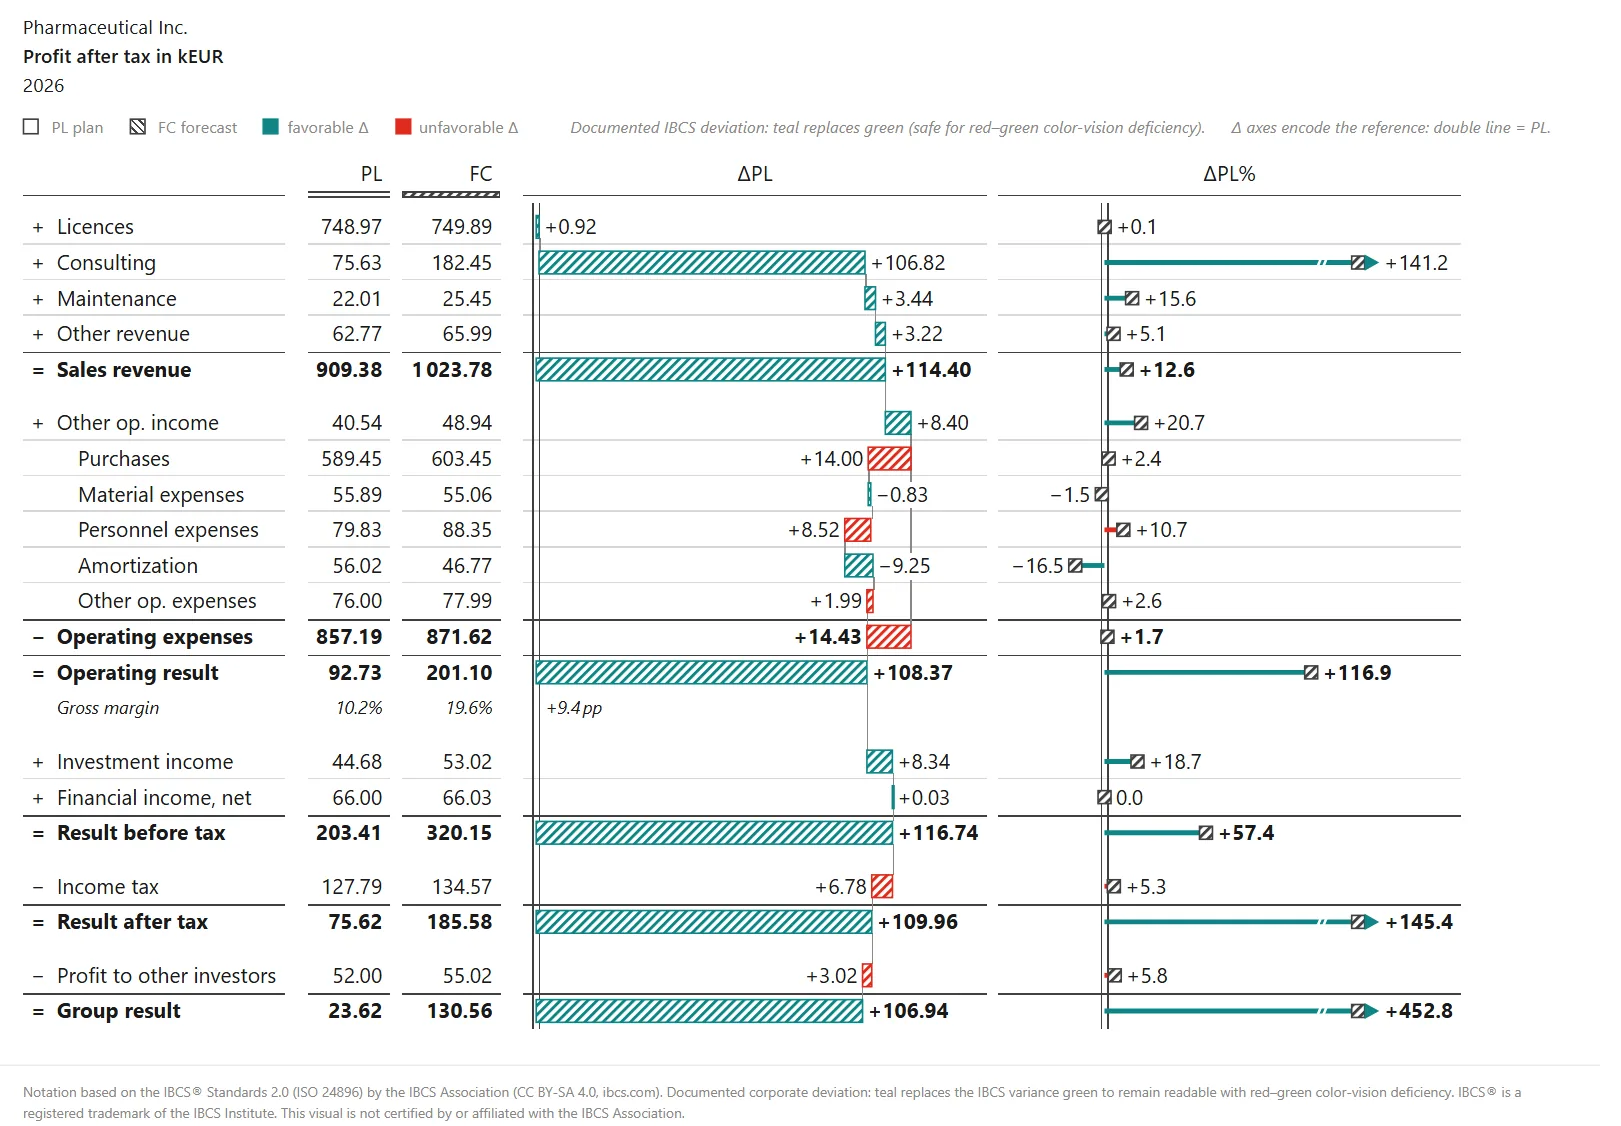 Pharmaceutical Inc.
Profit after tax in kEUR
2026
PL plan FC forecast favorable Δ unfavorable Δ Documented IBCS deviation: teal replaces green (safe for red–green color-vision deficiency). Δ axes encode the reference: double line = PL.
PL FC ΔPL ΔPL%
+ Licences 748.97 749.89 +0.92 +0.1
+ Consulting 75.63 182.45 +106.82 +141.2
+ Maintenance 22.01 25.45 +3.44 +15.6
+ Other revenue 62.77 65.99 +3.22 +5.1
= Sales revenue 909.38 1 023.78 +114.40 +12.6
+ Other op. income 40.54 48.94 +8.40 +20.7
Purchases 589.45 603.45 +14.00 +2.4
Material expenses 55.89 55.06 −0.83 −1.5
Personnel expenses 79.83 88.35 +8.52 +10.7
Amortization 56.02 46.77 −9.25 −16.5
Other op. expenses 76.00 77.99 +1.99 +2.6
− Operating expenses 857.19 871.62 +14.43 +1.7
= Operating result 92.73 201.10 +108.37 +116.9
Gross margin 10.2% 19.6% +9.4 pp
+ Investment income 44.68 53.02 +8.34 +18.7
+ Financial income, net 66.00 66.03 +0.03 0.0
= Result before tax 203.41 320.15 +116.74 +57.4
− Income tax 127.79 134.57 +6.78 +5.3
= Result after tax 75.62 185.58 +109.96 +145.4
− Profit to other investors 52.00 55.02 +3.02 +5.8
= Group result 23.62 130.56 +106.94 +452.8
Notation based on the IBCS® Standards 2.0 (ISO 24896) by the IBCS Association (CC BY-SA 4.0, ibcs.com). Documented corporate deviation: teal replaces the IBCS variance green to remain readable with red–green color-vision deficiency. IBCS® is a
registered trademark of the IBCS Institute. This visual is not certified by or affiliated with the IBCS Association.